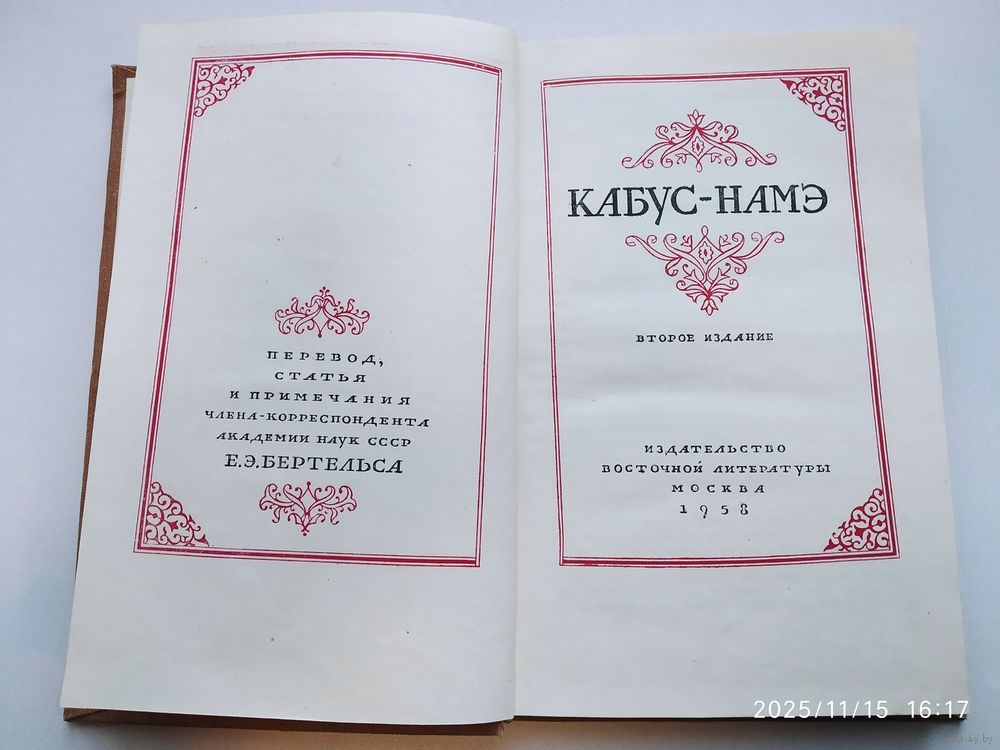 ПЕРЕВОД,
СТАТЬЯ
И ПРИМЕЧАНИЯ
ЧЛЕНА-КОРРЕСПОНДЕНТА
АКАДЕМИИ НАУК СССР
Е.Э.БЕРТЕЛЬСА
КАБУС-НАМЭ
ВТОРОЕ ИЗДАНИЕ
ИЗДАТЕЛЬСТВО
ВОСТОЧНОЙ ЛИТЕРАТУРЫ
МОСКВА
1958
2025/11/15 16:17